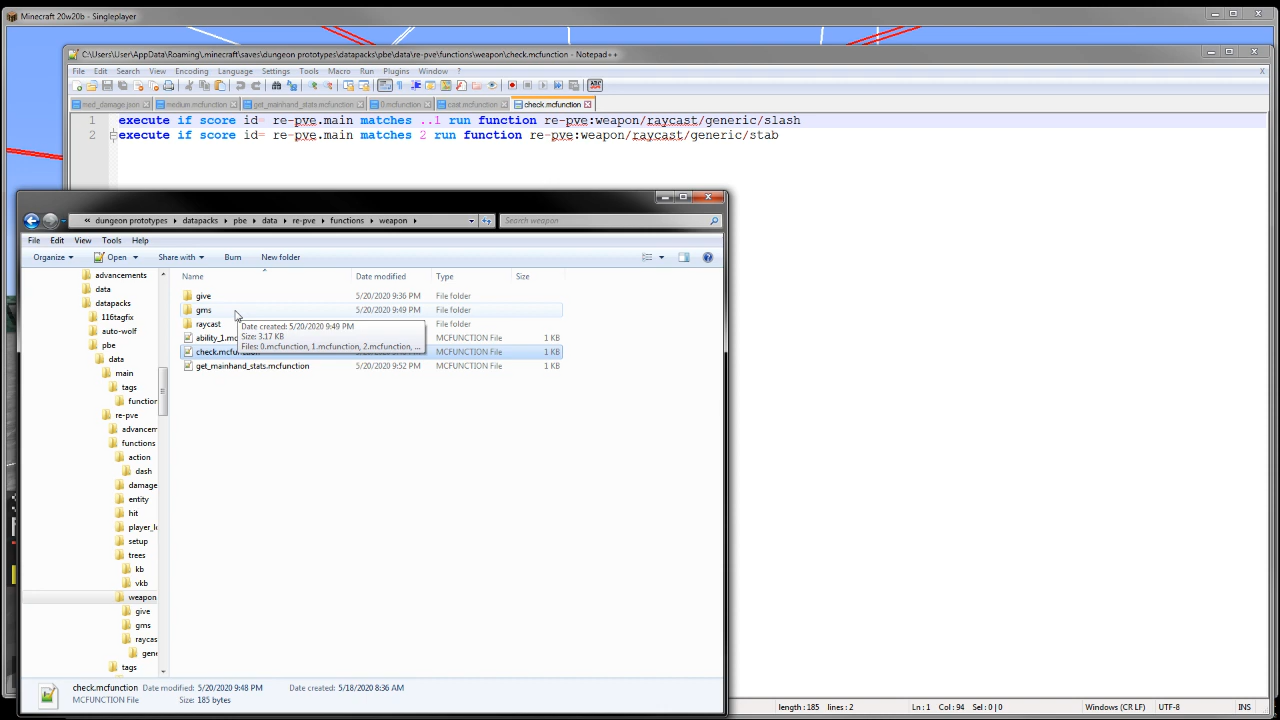 Minecraft 20w20b - Singleplayer
C:\Users\User\AppData\Roaming\.minecraft\saves\dungeon prototypes\datapacks\pbe\data\re-pve\functions\weapon\check.mcfunction - Notepad++
File Edit Search View Encoding Language Settings Tools Macro Run Plugins Window ?
X
med_damage.json medium.mcfunction get_mainhand_stats.mcfunction 0.mcfunction cast.mcfunction check.mcfunction
1 execute if score id= re-pve.main matches ..1 run function re-pve:weapon/raycast/generic/slash
2 execute if score id= re-pve.main matches 2 run function re-pve:weapon/raycast/generic/stab
« dungeon prototypes datapacks pbe data re-pve functions weapon Search weapon
File Edit View Tools Help
Organize Open Share with Burn New folder
Name Date modified Type Size
advancements
data
datapacks
116tagfix
auto-wolf
pbe
data
main
tags
function
re-pve
advancem
functions
action
dash
damage
entity
hit
player_l
setup
trees
kb
vkb
weapon
give
gms
raycas
gen
tags
give 5/20/2020 9:36 PM File folder
gms 5/20/2020 9:49 PM File folder
raycast File folder
ability_1.mc MCFUNCTION File 1 KB
check.mcfunction MCFUNCTION File 1 KB
get_mainhand_stats.mcfunction 5/20/2020 9:52 PM MCFUNCTION File 1 KB
Date created: 5/20/2020 9:49 PM
Size: 3.17 KB
Files: 0.mcfunction, 1.mcfunction, 2.mcfunction, ...
check.mcfunction Date modified: 5/20/2020 9:48 PM Date created: 5/18/2020 8:36 AM
MCFUNCTION File Size: 185 bytes
length : 185 lines : 2 Ln : 1 Col : 94 Sel : 0 | 0 Windows (CR LF) UTF-8 INS